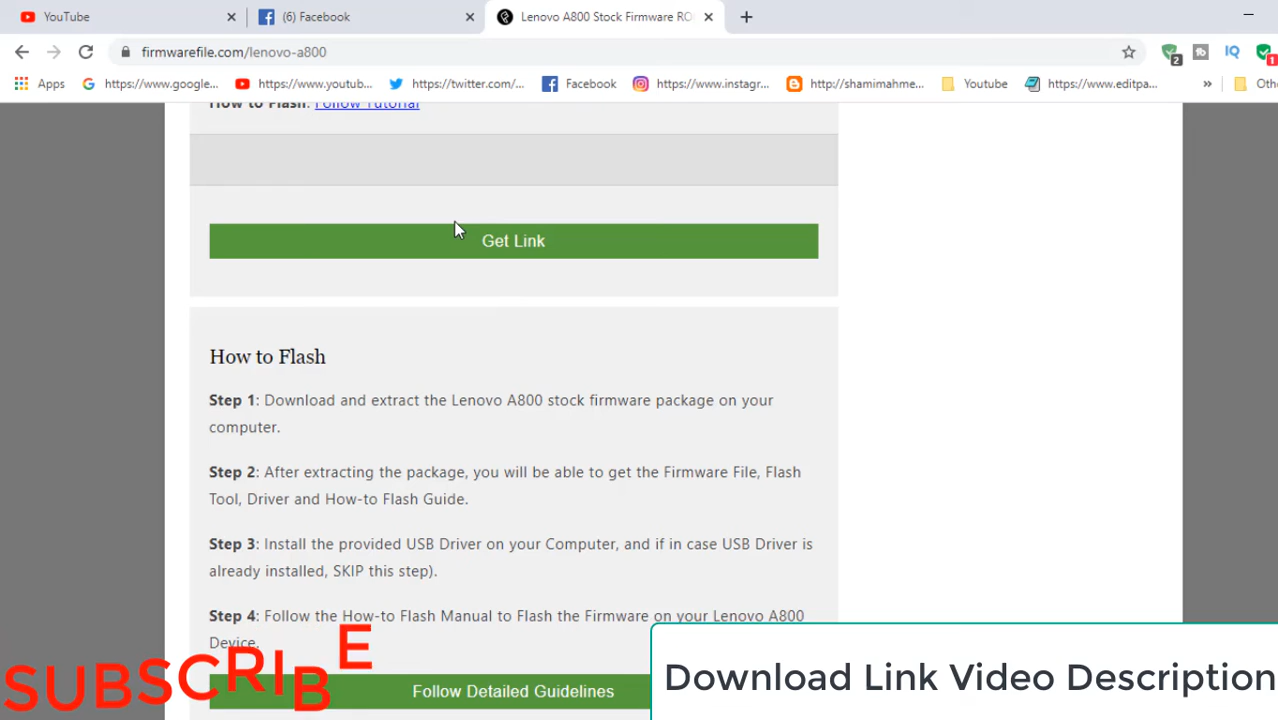 YouTube
(6) Facebook
Lenovo A800 Stock Firmware RO
firmwarefile.com/lenovo-a800
2
IQ
1
Apps
https://www.google...
https://www.youtub...
https://twitter.com/...
Facebook
https://www.instagr...
http://shamimahme...
Youtube
https://www.editpa...
»
Oth
How to Flash: Follow Tutorial
Get Link
How to Flash
Step 1: Download and extract the Lenovo A800 stock firmware package on your
computer.
Step 2: After extracting the package, you will be able to get the Firmware File, Flash
Tool, Driver and How-to Flash Guide.
Step 3: Install the provided USB Driver on your Computer, and if in case USB Driver is
already installed, SKIP this step).
Step 4: Follow the How-to Flash Manual to Flash the Firmware on your Lenovo A800
Device.
SUBSCRIBE
Follow Detailed Guidelines
Download Link Video Description